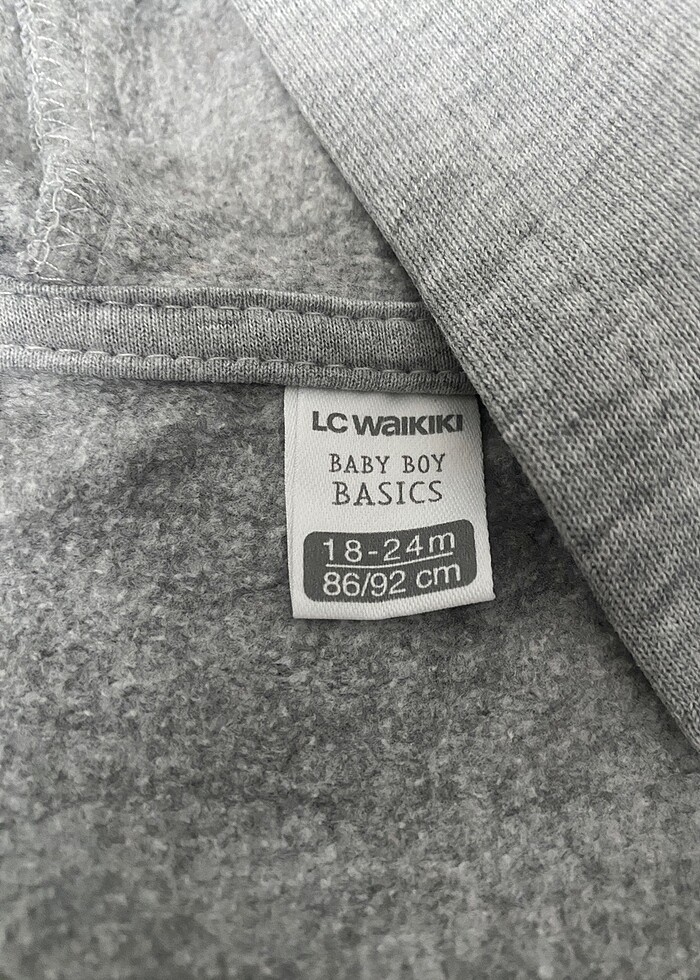 LC WAIKIKI
BABY BOY
BASICS
18-24m
86/92 cm